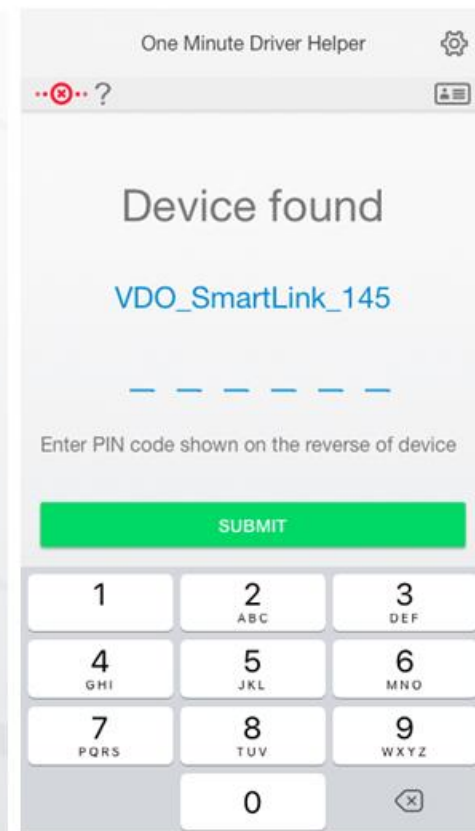 One Minute Driver Helper
?
Device found
VDO_SmartLink_145
_ _ _ _ _ _
Enter PIN code shown on the reverse of device
SUBMIT
1 2 3
ABC DEF
4 5 6
GHI JKL MNO
7 8 9
PQRS TUV WXYZ
0